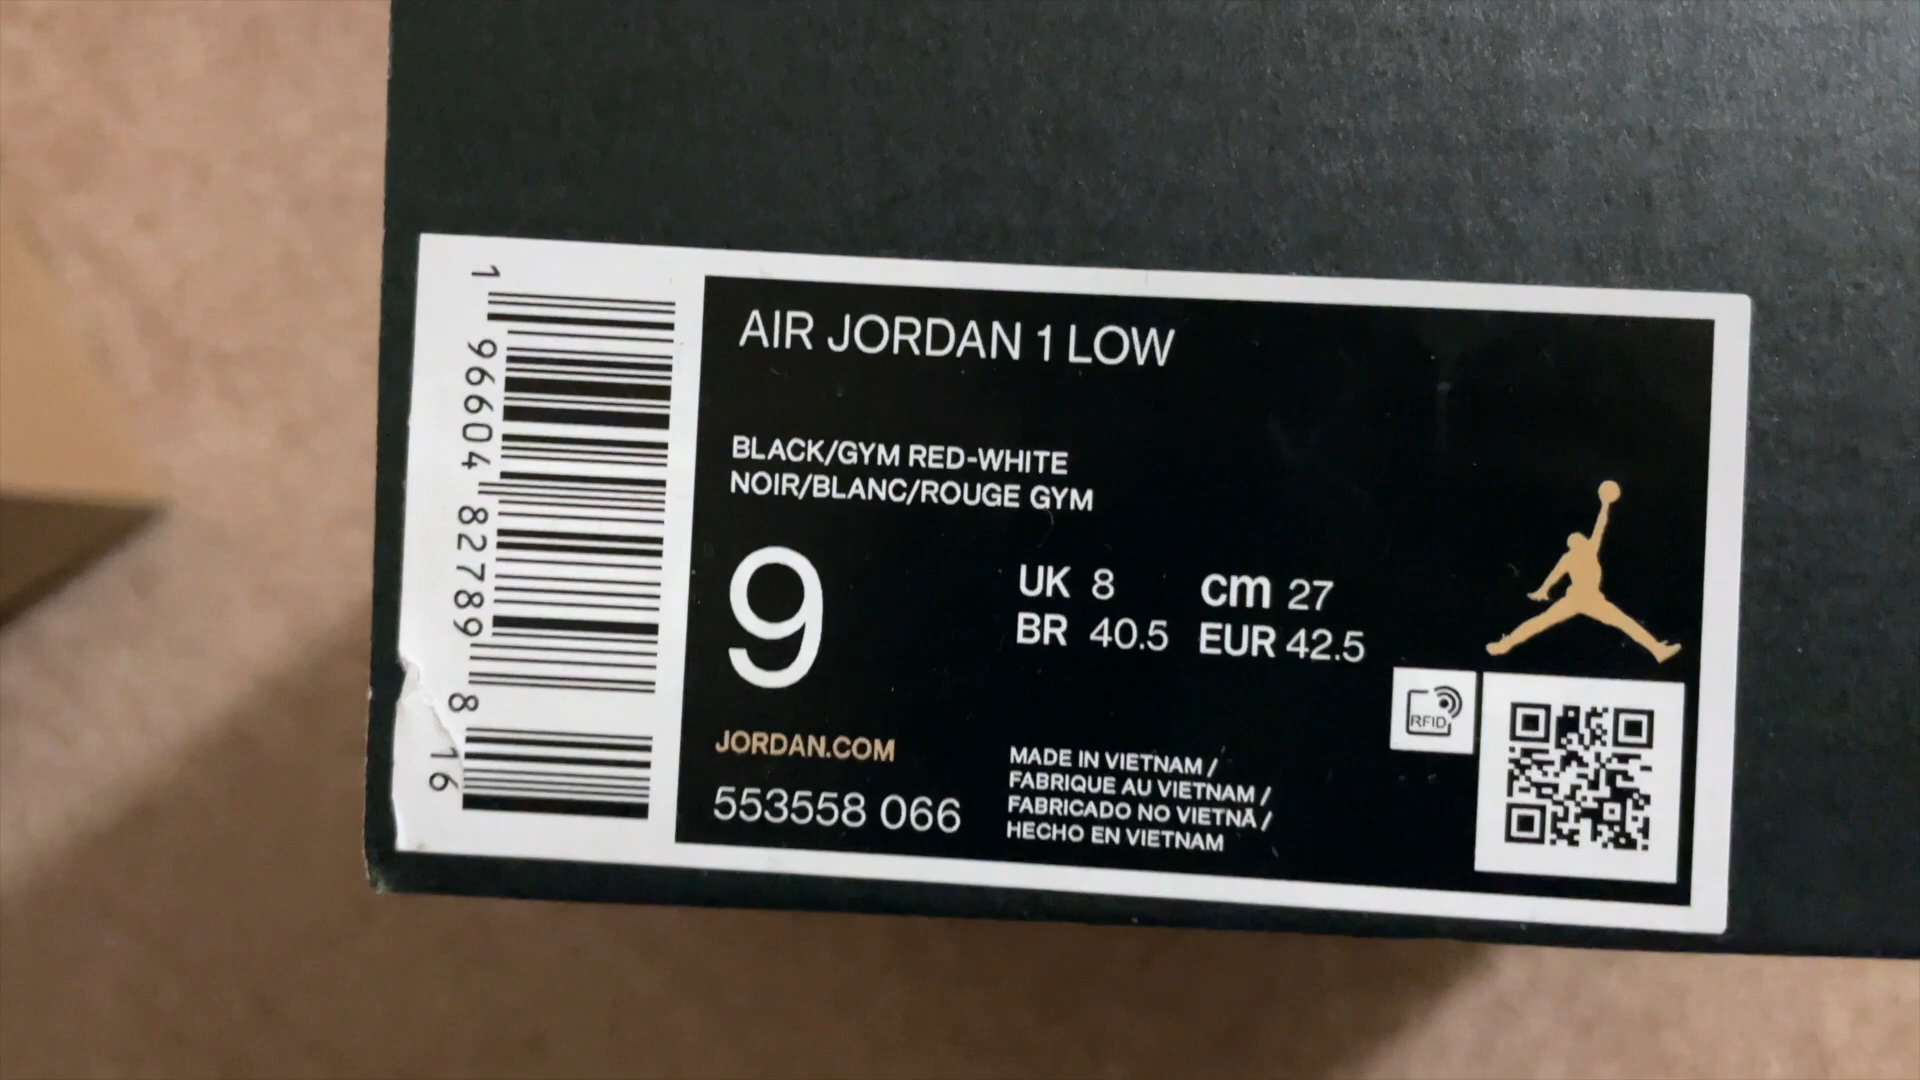 1 96604 82789 8 16
AIR JORDAN 1 LOW
BLACK/GYM RED-WHITE
NOIR/BLANC/ROUGE GYM
9
UK 8 cm 27
BR 40.5 EUR 42.5
RFID
JORDAN.COM
553558 066
MADE IN VIETNAM /
FABRIQUE AU VIETNAM /
FABRICADO NO VIETNÃ /
HECHO EN VIETNAM